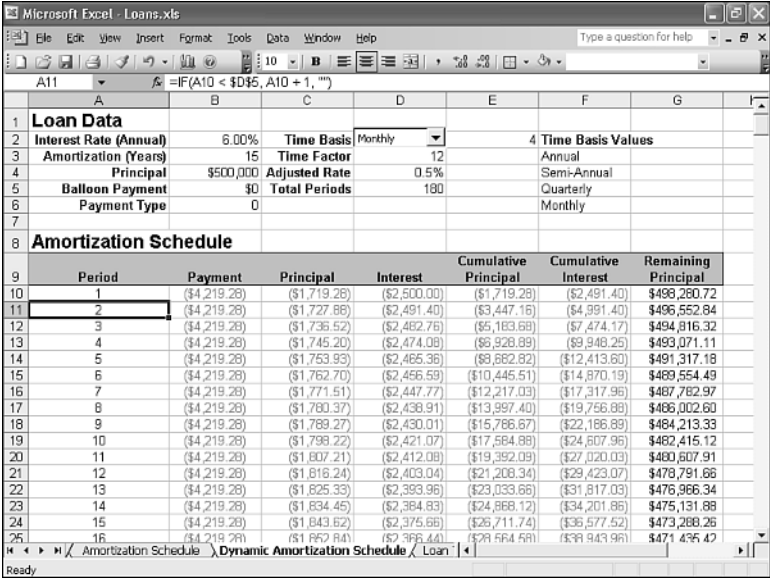 Microsoft Excel - Loans.xls
File Edit View Insert Format Tools Data Window Help Type a question for help
10 B
A11 fx =IF(A10 < $D$5, A10 + 1, "")
A B C D E F G
1 Loan Data
2 Interest Rate (Annual) 6.00% Time Basis Monthly 4 Time Basis Values
3 Amortization (Years) 15 Time Factor 12 Annual
4 Principal $500,000 Adjusted Rate 0.5% Semi-Annual
5 Balloon Payment $0 Total Periods 180 Quarterly
6 Payment Type 0 Monthly
7
8 Amortization Schedule
9 Period Payment Principal Interest Cumulative Principal Cumulative Interest Remaining Principal
10 1 ($4,219.28) ($1,719.28) ($2,500.00) ($1,719.28) ($2,491.40) $498,280.72
11 2 ($4,219.28) ($1,727.88) ($2,491.40) ($3,447.16) ($4,991.40) $496,552.84
12 3 ($4,219.28) ($1,736.52) ($2,482.76) ($5,183.68) ($7,474.17) $494,816.32
13 4 ($4,219.28) ($1,745.20) ($2,474.08) ($6,928.89) ($9,948.25) $493,071.11
14 5 ($4,219.28) ($1,753.93) ($2,465.36) ($8,682.82) ($12,413.60) $491,317.18
15 6 ($4,219.28) ($1,762.70) ($2,456.59) ($10,445.51) ($14,870.19) $489,554.49
16 7 ($4,219.28) ($1,771.51) ($2,447.77) ($12,217.03) ($17,317.96) $487,782.97
17 8 ($4,219.28) ($1,780.37) ($2,438.91) ($13,997.40) ($19,756.88) $486,002.60
18 9 ($4,219.28) ($1,789.27) ($2,430.01) ($15,786.67) ($22,186.89) $484,213.33
19 10 ($4,219.28) ($1,798.22) ($2,421.07) ($17,584.88) ($24,607.96) $482,415.12
20 11 ($4,219.28) ($1,807.21) ($2,412.08) ($19,392.09) ($27,020.03) $480,607.91
21 12 ($4,219.28) ($1,816.24) ($2,403.04) ($21,208.34) ($29,423.07) $478,791.66
22 13 ($4,219.28) ($1,825.33) ($2,393.96) ($23,033.66) ($31,817.03) $476,966.34
23 14 ($4,219.28) ($1,834.45) ($2,384.83) ($24,868.12) ($34,201.86) $475,131.88
24 15 ($4,219.28) ($1,843.62) ($2,375.66) ($26,711.74) ($36,577.52) $473,288.26
25 16 ($4,219.28) ($1,852.84) ($2,366.44) ($28,564.58) ($38,943.96) $471,435.42
Amortization Schedule Dynamic Amortization Schedule Loan
Ready